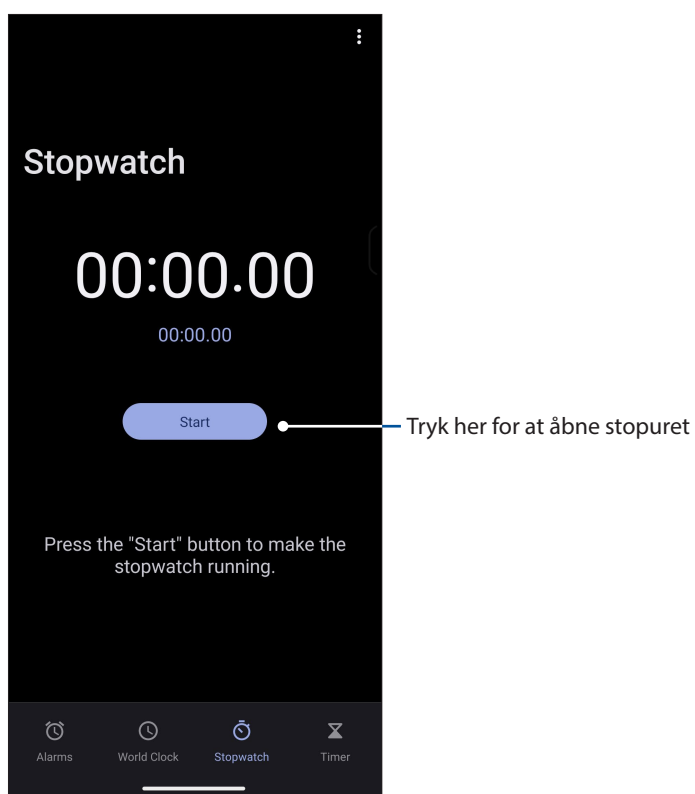 Stopwatch
00:00.00
00:00.00
Start
Tryk her for at åbne stopuret
Press the "Start" button to make the
stopwatch running.
Alarms World Clock Stopwatch Timer